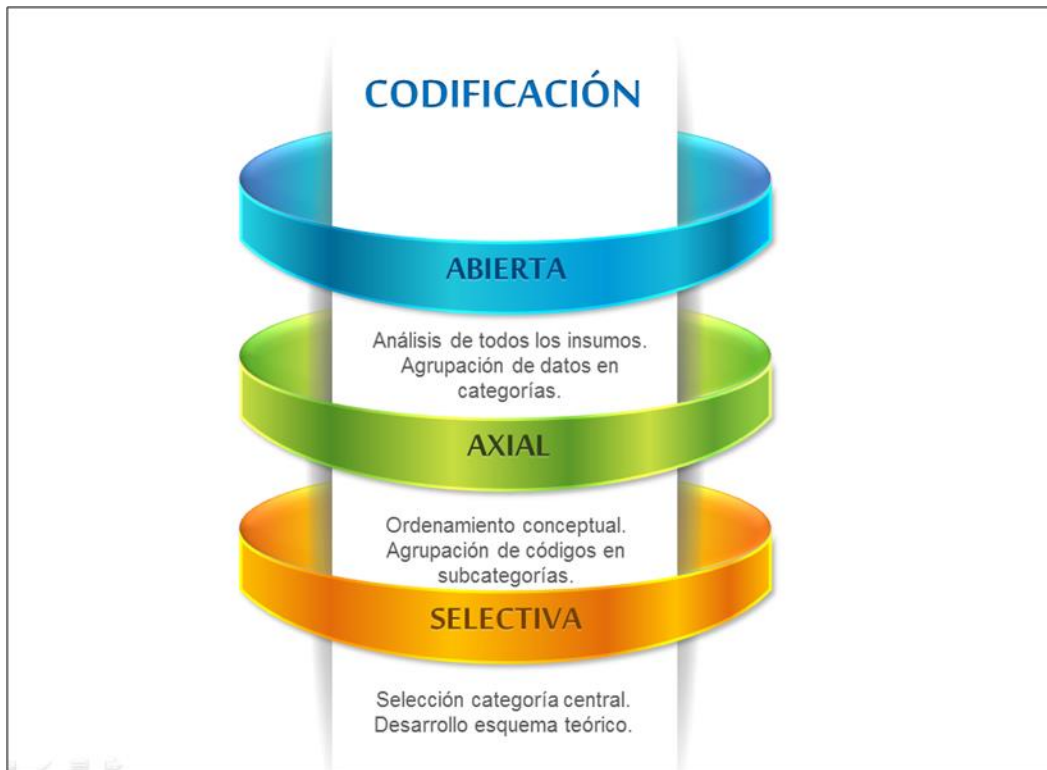 CODIFICACIÓN
ABIERTA
Análisis de todos los insumos.
Agrupación de datos en
categorías.
AXIAL
Ordenamiento conceptual.
Agrupación de códigos en
subcategorías.
SELECTIVA
Selección categoría central.
Desarrollo esquema teórico.